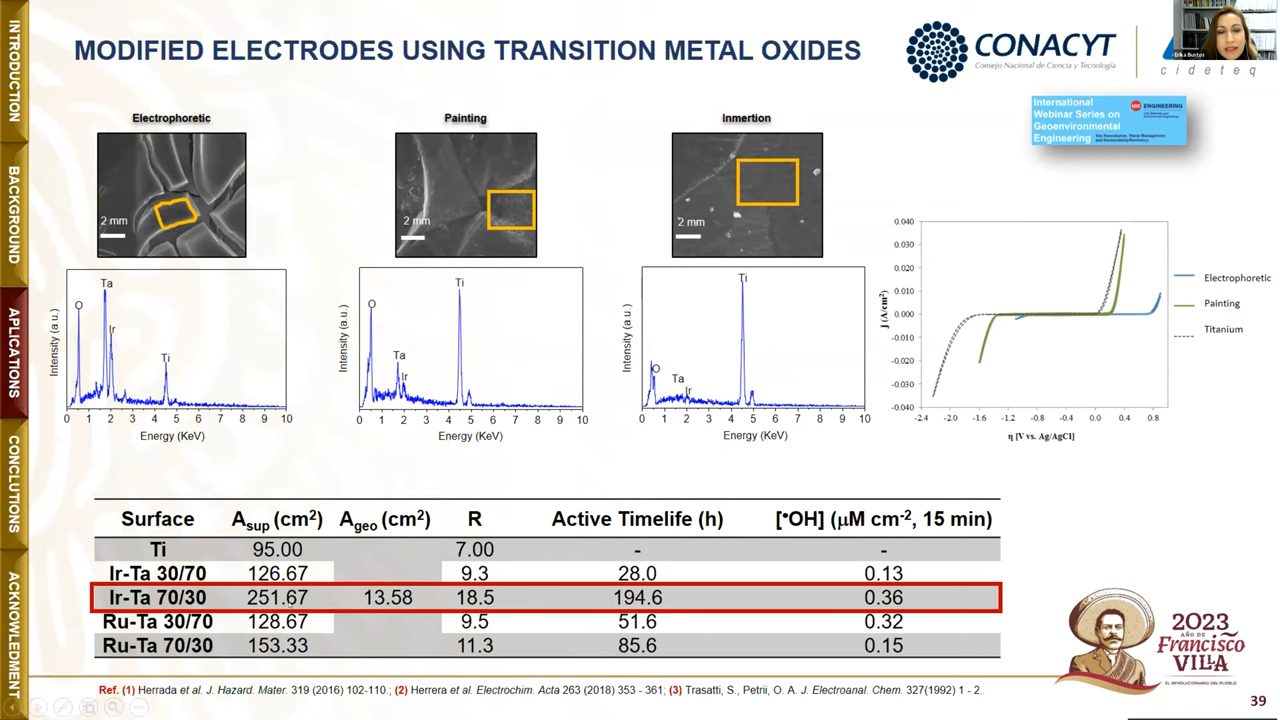 INTRODUCTION
BACKGROUND
APLICATIONS
CONCLUTIONS
ACKNOWLEDGMENT
MODIFIED ELECTRODES USING TRANSITION METAL OXIDES
CONACYT
Consejo Nacional de Ciencia y Tecnología
cideteq
Erika Bustos
International
Webinar Series on
Geoenvironmental
Engineering
UIC ENGINEERING
Electrophoretic
2 mm
Painting
2 mm
Inmertion
2 mm
Intensity (a.u.)
O
Ta
Ir
Ti
0 1 2 3 4 5 6 7 8 9 10
Energy (KeV)
Intensity (a.u.)
O
Ta
Ir
Ti
0 1 2 3 4 5 6 7 8 9 10
Energy (KeV)
Intensity (a.u.)
O
Ta
Ir
Ti
0 1 2 3 4 5 6 7 8 9 10
Energy (KeV)
j (A/cm²)
0.040
0.030
0.020
0.010
0.000
-0.010
-0.020
-0.030
-0.040
-2.4 -2.0 -1.6 -1.2 -0.8 -0.4 0.0 0.4 0.8
η [V vs. Ag/AgCl]
Electrophoretic
Painting
Titanium
Surface Asup (cm²) Ageo (cm²) R Active Timelife (h) [•OH] (µM cm⁻², 15 min)
Ti 95.00 7.00 - -
Ir-Ta 30/70 126.67 9.3 28.0 0.13
Ir-Ta 70/30 251.67 13.58 18.5 194.6 0.36
Ru-Ta 30/70 128.67 9.5 51.6 0.32
Ru-Ta 70/30 153.33 11.3 85.6 0.15
2023
AÑO DE
Francisco
VILLA
EL REVOLUCIONARIO DEL PUEBLO
Ref. (1) Herrada et al. J. Hazard. Mater. 319 (2016) 102-110.; (2) Herrera et al. Electrochim. Acta 263 (2018) 353 - 361; (3) Trasatti, S., Petrii, O. A. J. Electroanal. Chem. 327(1992) 1 - 2.
39